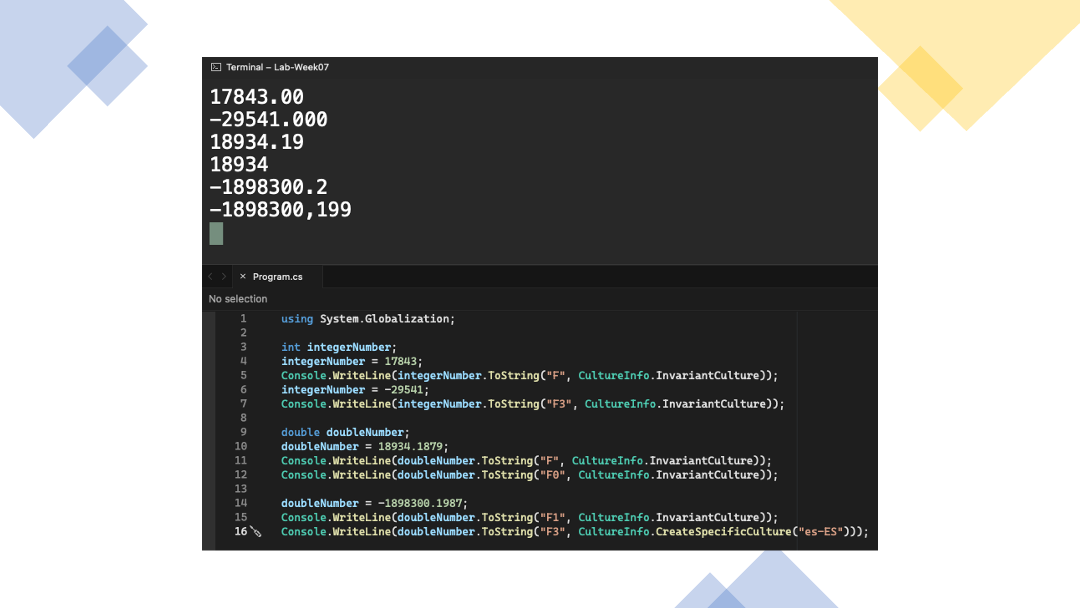 Terminal – Lab-Week07
17843.00
-29541.000
18934.19
18934
-1898300.2
-1898300,199
Program.cs
No selection
1 using System.Globalization;
2
3 int integerNumber;
4 integerNumber = 17843;
5 Console.WriteLine(integerNumber.ToString("F", CultureInfo.InvariantCulture));
6 integerNumber = -29541;
7 Console.WriteLine(integerNumber.ToString("F3", CultureInfo.InvariantCulture));
8
9 double doubleNumber;
10 doubleNumber = 18934.1879;
11 Console.WriteLine(doubleNumber.ToString("F", CultureInfo.InvariantCulture));
12 Console.WriteLine(doubleNumber.ToString("F0", CultureInfo.InvariantCulture));
13
14 doubleNumber = -1898300.1987;
15 Console.WriteLine(doubleNumber.ToString("F1", CultureInfo.InvariantCulture));
16 Console.WriteLine(doubleNumber.ToString("F3", CultureInfo.CreateSpecificCulture("es-ES")));